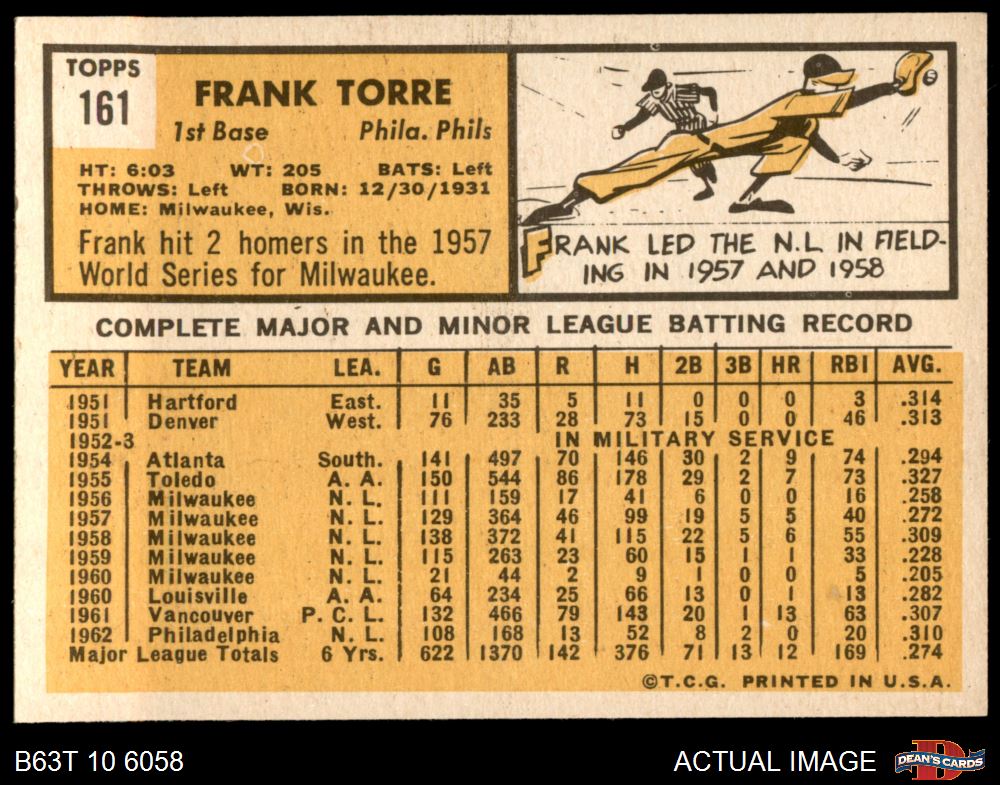 TOPPS
161
FRANK TORRE
1st Base Phila. Phils
HT: 6:03 WT: 205 BATS: Left
THROWS: Left BORN: 12/30/1931
HOME: Milwaukee, Wis.
Frank hit 2 homers in the 1957
World Series for Milwaukee.
FRANK LED THE N.L IN FIELD-
ING IN 1957 AND 1958
COMPLETE MAJOR AND MINOR LEAGUE BATTING RECORD
YEAR TEAM LEA. G AB R H 2B 3B HR RBI AVG.
1951 Hartford East. 11 35 5 11 0 0 0 3 .314
1951 Denver West. 76 233 28 73 15 0 0 46 .313
1952-3 IN MILITARY SERVICE
1954 Atlanta South. 141 497 70 146 30 2 9 74 .294
1955 Toledo A. A. 150 544 86 178 29 2 7 73 .327
1956 Milwaukee N. L. 111 159 17 41 6 0 0 16 .258
1957 Milwaukee N. L. 129 364 46 99 19 5 5 40 .272
1958 Milwaukee N. L. 138 372 41 115 22 5 6 55 .309
1959 Milwaukee N. L. 115 263 23 60 15 1 1 33 .228
1960 Milwaukee N. L. 21 44 2 9 1 0 0 5 .205
1960 Louisville A. A. 64 234 25 66 13 0 1 13 .282
1961 Vancouver P. C. L. 132 466 79 143 20 1 13 63 .307
1962 Philadelphia N. L. 108 168 13 52 8 2 0 20 .310
Major League Totals 6 Yrs. 622 1370 142 376 71 13 12 169 .274
©T.C.G. PRINTED IN U.S.A.
B63T 10 6058 ACTUAL IMAGE
D
DEAN'S CARDS